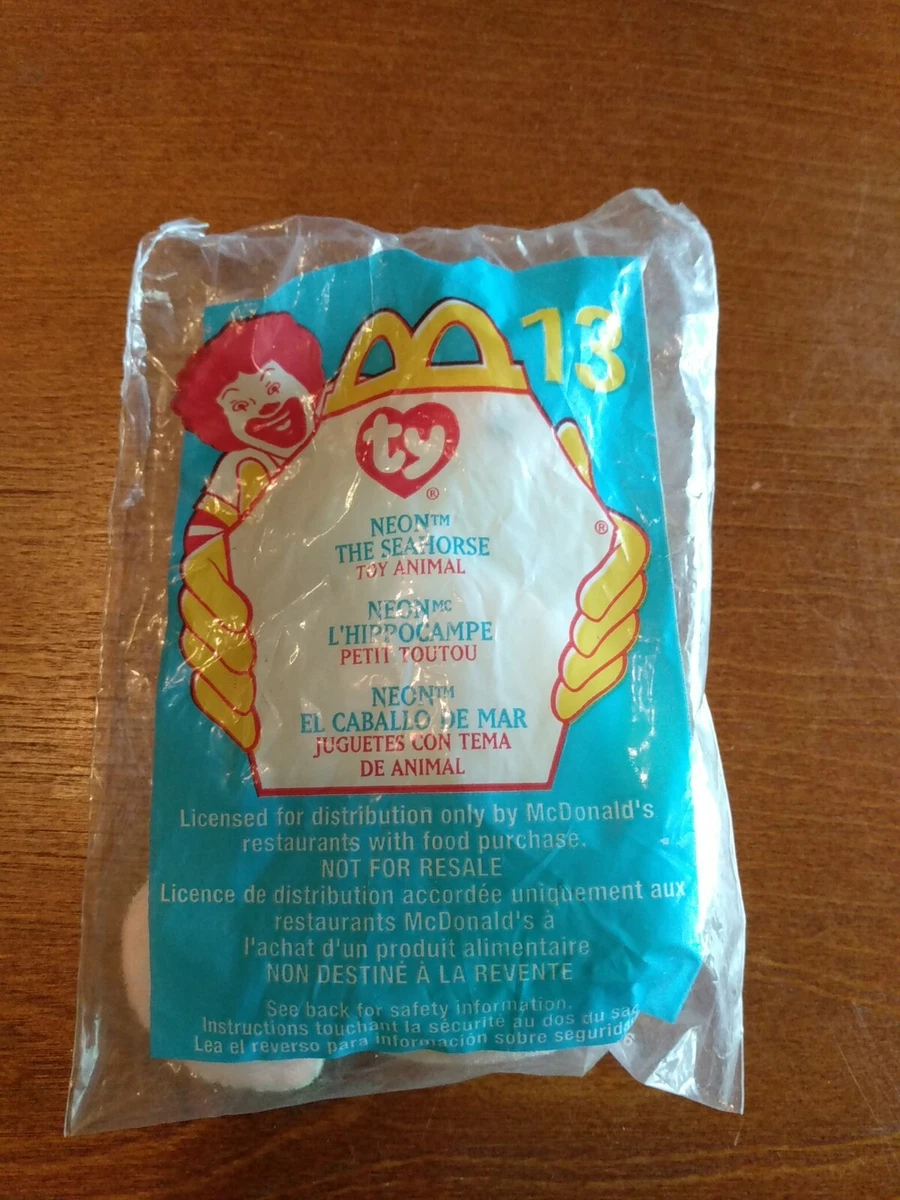 13
ty®
NEON™
THE SEAHORSE
TOY ANIMAL
®
NEONMC
L'HIPPOCAMPE
PETIT TOUTOU
NEON™
EL CABALLO DE MAR
JUGUETES CON TEMA
DE ANIMAL
Licensed for distribution only by McDonald's
restaurants with food purchase.
NOT FOR RESALE
Licence de distribution accordée uniquement aux
restaurants McDonald's à
l'achat d'un produit alimentaire
NON DESTINÉ À LA REVENTE
See back for safety information.
Instructions touchant la sécurité au dos du sac
Lea el reverso para información sobre